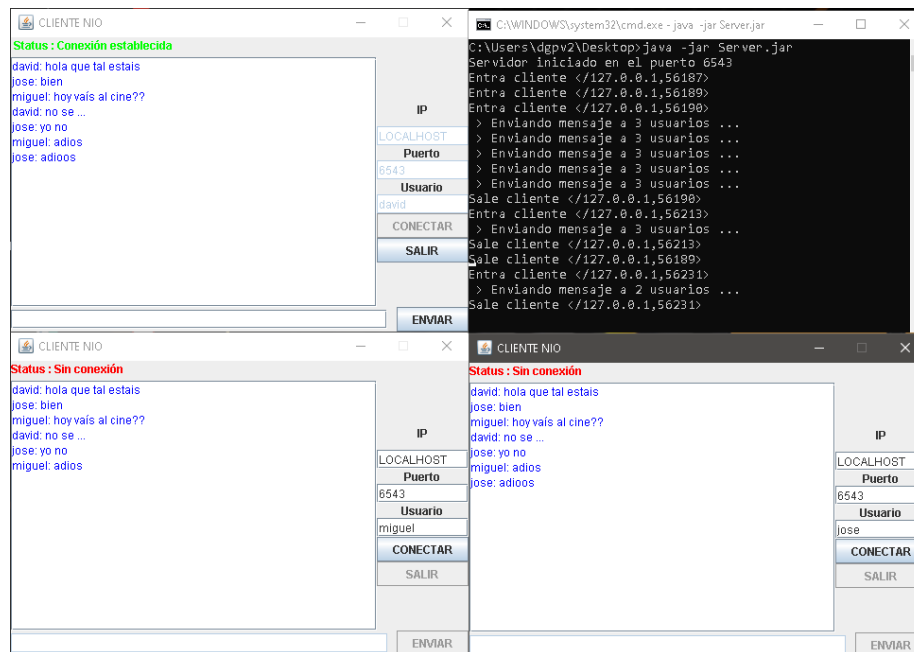 CLIENTE NIO
Status : Conexión establecida
david: hola que tal estais
jose: bien
miguel: hoy vaís al cine??
david: no se ...
jose: yo no
miguel: adios
jose: adioos
IP
LOCALHOST
Puerto
6543
Usuario
david
CONECTAR
SALIR
ENVIAR
C:\WINDOWS\system32\cmd.exe - java -jar Server.jar
C:\Users\dgpv2\Desktop>java -jar Server.jar
Servidor iniciado en el puerto 6543
Entra cliente </127.0.0.1,56187>
Entra cliente </127.0.0.1,56189>
Entra cliente </127.0.0.1,56190>
> Enviando mensaje a 3 usuarios ...
> Enviando mensaje a 3 usuarios ...
> Enviando mensaje a 3 usuarios ...
> Enviando mensaje a 3 usuarios ...
> Enviando mensaje a 3 usuarios ...
Sale cliente </127.0.0.1,56190>
Entra cliente </127.0.0.1,56213>
> Enviando mensaje a 3 usuarios ...
Sale cliente </127.0.0.1,56213>
Sale cliente </127.0.0.1,56189>
Entra cliente </127.0.0.1,56231>
> Enviando mensaje a 2 usuarios ...
Sale cliente </127.0.0.1,56231>
CLIENTE NIO
Status : Sin conexión
david: hola que tal estais
jose: bien
miguel: hoy vaís al cine??
david: no se ...
jose: yo no
miguel: adios
IP
LOCALHOST
Puerto
6543
Usuario
miguel
CONECTAR
SALIR
ENVIAR
CLIENTE NIO
Status : Sin conexión
david: hola que tal estais
jose: bien
miguel: hoy vaís al cine??
david: no se ...
jose: yo no
miguel: adios
jose: adioos
IP
LOCALHOST
Puerto
6543
Usuario
jose
CONECTAR
SALIR
ENVIAR